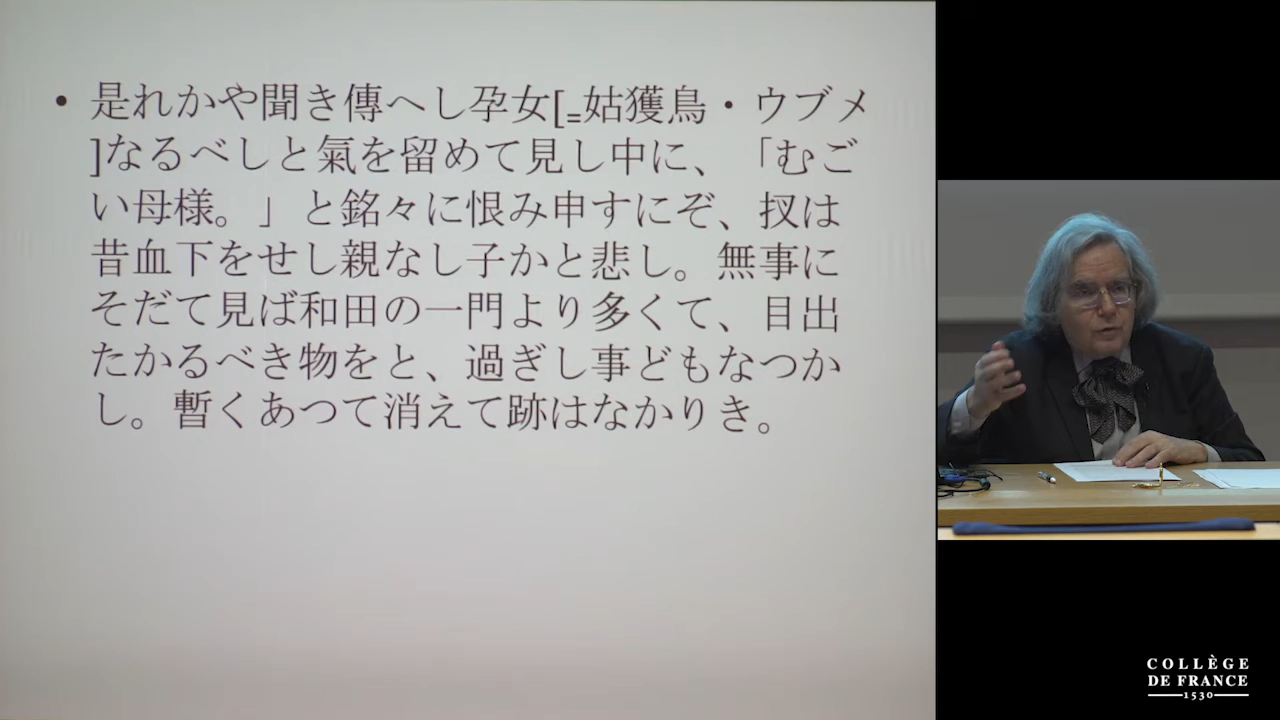 • 是れかや聞き傳へし孕女[=姑獲鳥・ウブメ
]なるべしと氣を留めて見し中に、「むご
い母様。」と銘々に恨み申すにぞ、扠は
昔血下をせし親なし子かと悲し。無事に
そだて見ば和田の一門より多くて、目出
たかるべき物をと、過ぎし事どもなつか
し。暫くあつて消えて跡はなかりき。
COLLÈGE
DE FRANCE
1530